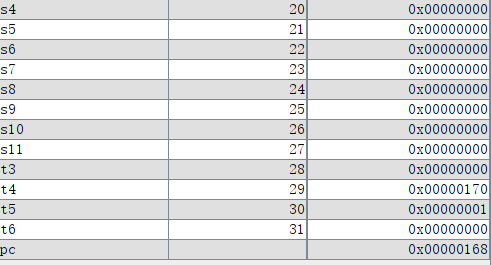 s4 20 0x00000000
s5 21 0x00000000
s6 22 0x00000000
s7 23 0x00000000
s8 24 0x00000000
s9 25 0x00000000
s10 26 0x00000000
s11 27 0x00000000
t3 28 0x00000000
t4 29 0x00000170
t5 30 0x00000001
t6 31 0x00000000
pc 0x00000168